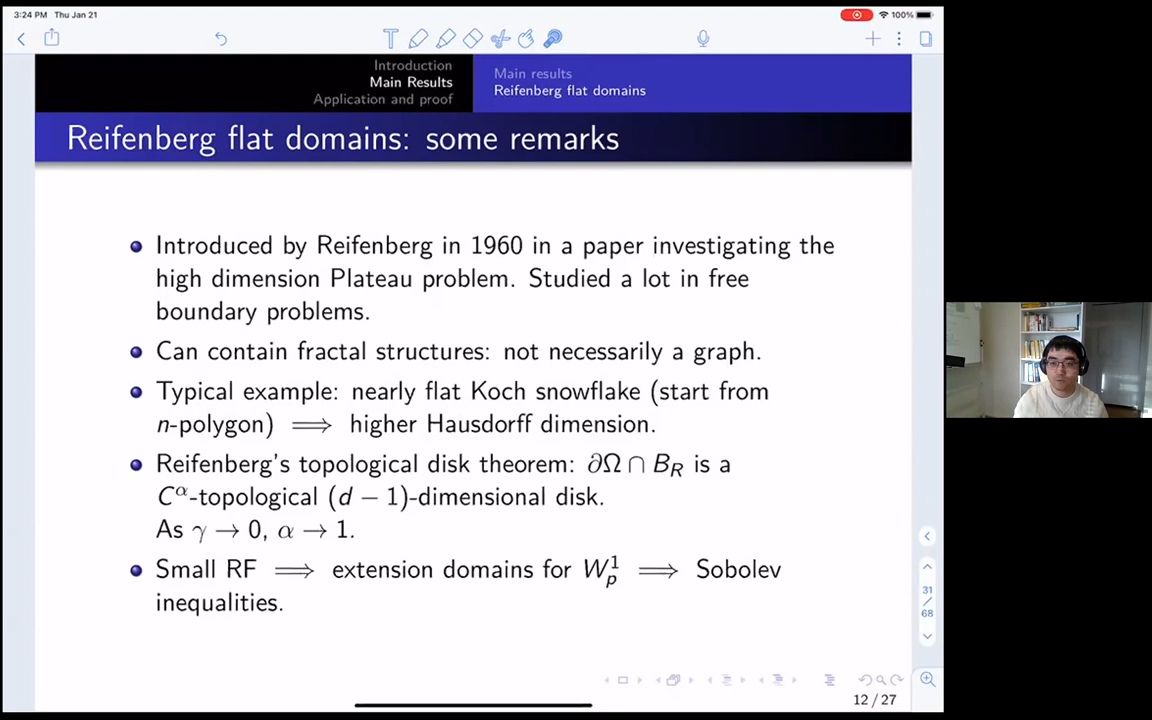 3:24 PM Thu Jan 21
100%
Introduction
Main Results
Application and proof
Main results
Reifenberg flat domains
Reifenberg flat domains: some remarks
Introduced by Reifenberg in 1960 in a paper investigating the
high dimension Plateau problem. Studied a lot in free
boundary problems.
Can contain fractal structures: not necessarily a graph.
Typical example: nearly flat Koch snowflake (start from
n-polygon) ⟹ higher Hausdorff dimension.
Reifenberg's topological disk theorem: ∂Ω ∩ B_R is a
C^α-topological (d − 1)-dimensional disk.
As γ → 0, α → 1.
Small RF ⟹ extension domains for W_p^1 ⟹ Sobolev
inequalities.
31
/
68
12 / 27